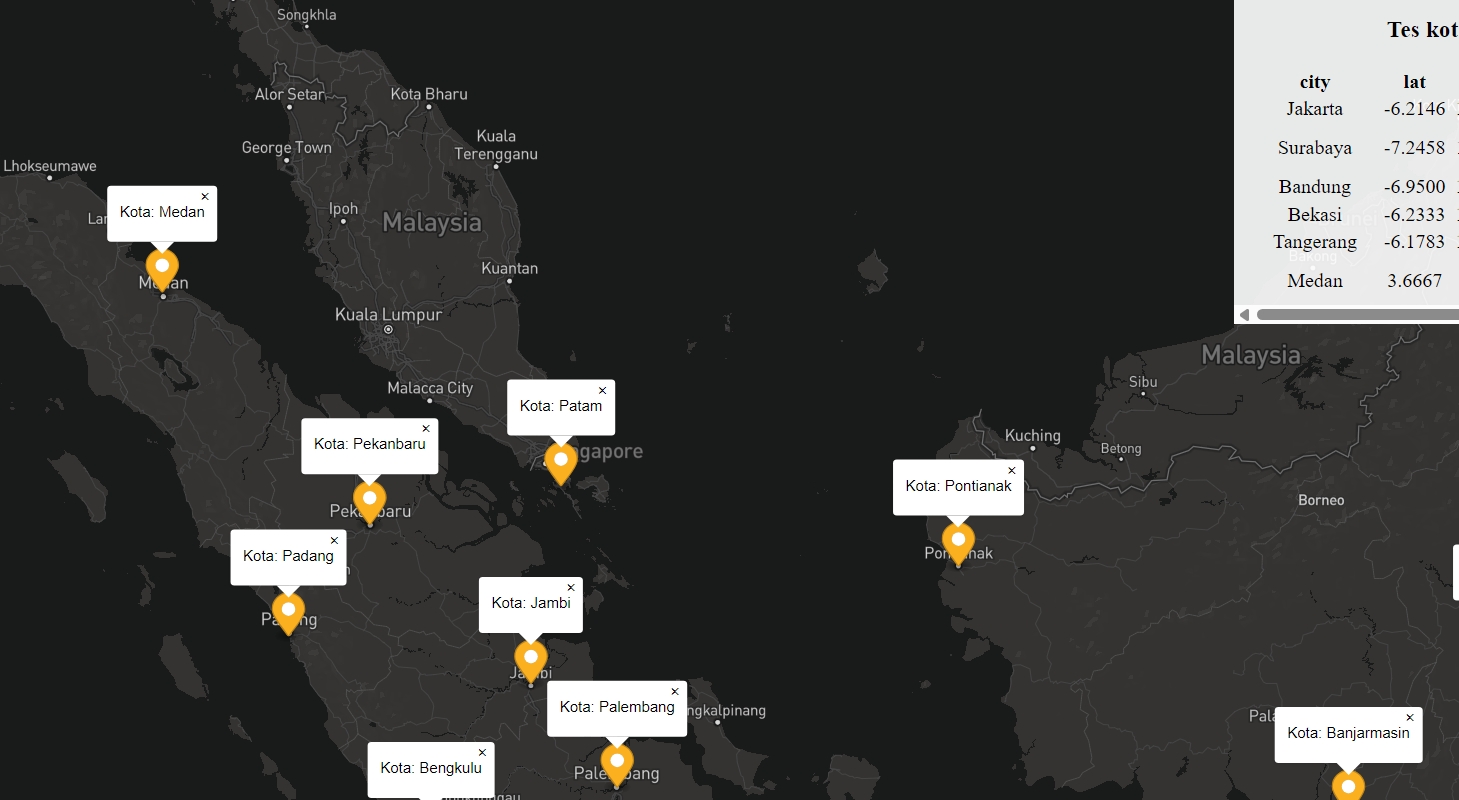 Songkhla
Alor Setar
Kota Bharu
George Town
Kuala
Terengganu
Lhokseumawe
Ipoh
Malaysia
Kota: Medan
Kuantan
Kuala Lumpur
Malacca City
Kota: Patam
Kota: Pekanbaru
Kota: Padang
Kota: Jambi
Kota: Palembang
Kota: Bengkulu
Malaysia
Sibu
Kuching
Betong
Kota: Pontianak
Borneo
Kota: Banjarmasin
Tes kot
city lat
Jakarta -6.2146
Surabaya -7.2458
Bandung -6.9500
Bekasi -6.2333
Tangerang -6.1783
Medan 3.6667
Bakong